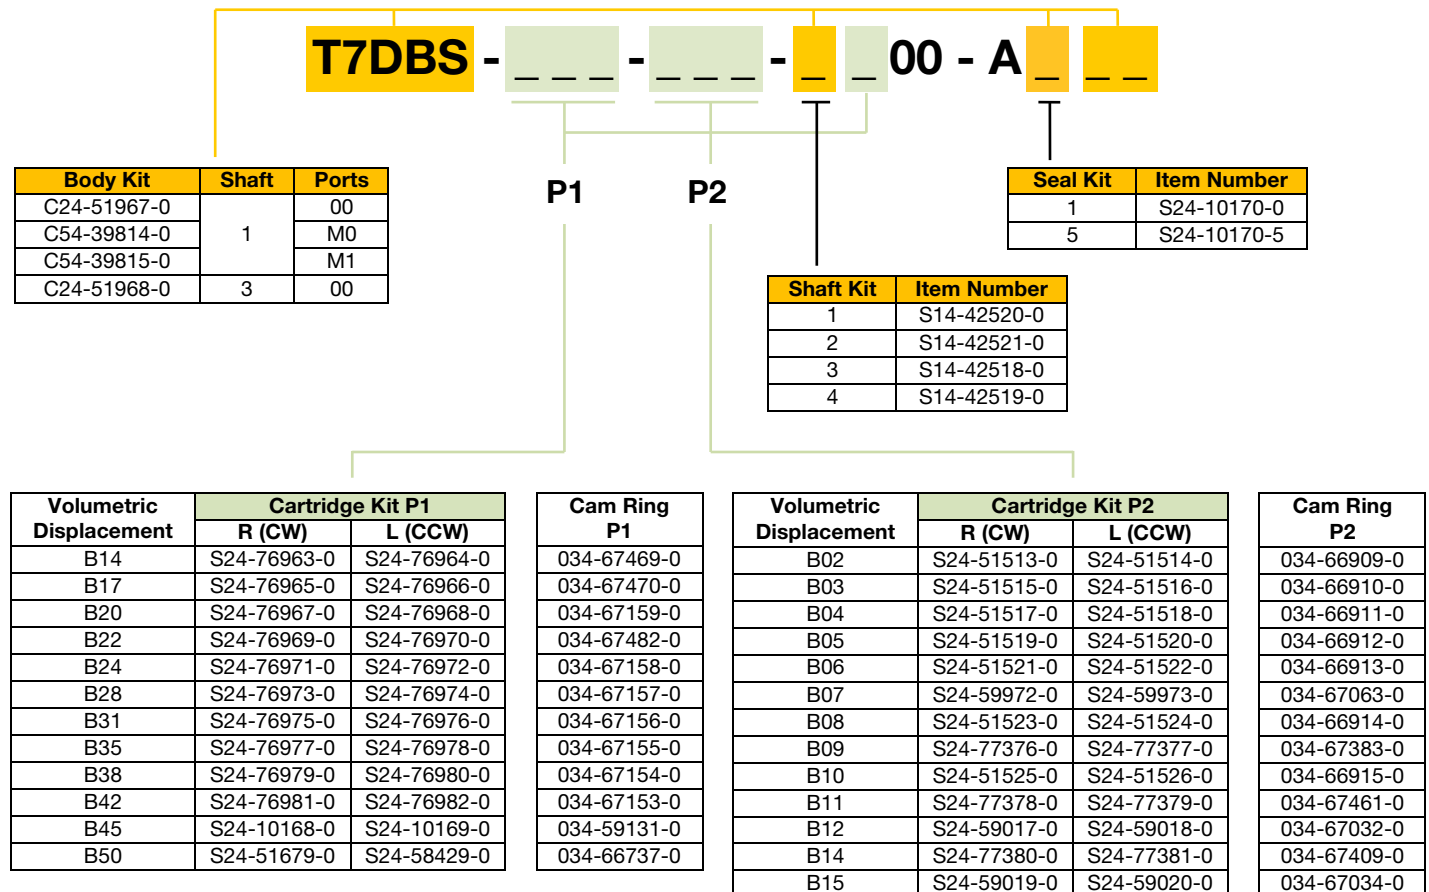 T7DBS - _ _ _ - _ _ _ - _ _ 00 - A _ _ _
Body Kit Shaft Ports
C24-51967-0 1 00
C54-39814-0 M0
C54-39815-0 M1
C24-51968-0 3 00
P1
P2
Seal Kit Item Number
1 S24-10170-0
5 S24-10170-5
Shaft Kit Item Number
1 S14-42520-0
2 S14-42521-0
3 S14-42518-0
4 S14-42519-0
Volumetric Displacement Cartridge Kit P1
R (CW) L (CCW)
B14 S24-76963-0 S24-76964-0
B17 S24-76965-0 S24-76966-0
B20 S24-76967-0 S24-76968-0
B22 S24-76969-0 S24-76970-0
B24 S24-76971-0 S24-76972-0
B28 S24-76973-0 S24-76974-0
B31 S24-76975-0 S24-76976-0
B35 S24-76977-0 S24-76978-0
B38 S24-76979-0 S24-76980-0
B42 S24-76981-0 S24-76982-0
B45 S24-10168-0 S24-10169-0
B50 S24-51679-0 S24-58429-0
Cam Ring
P1
034-67469-0
034-67470-0
034-67159-0
034-67482-0
034-67158-0
034-67157-0
034-67156-0
034-67155-0
034-67154-0
034-67153-0
034-59131-0
034-66737-0
Volumetric Displacement Cartridge Kit P2
R (CW) L (CCW)
B02 S24-51513-0 S24-51514-0
B03 S24-51515-0 S24-51516-0
B04 S24-51517-0 S24-51518-0
B05 S24-51519-0 S24-51520-0
B06 S24-51521-0 S24-51522-0
B07 S24-59972-0 S24-59973-0
B08 S24-51523-0 S24-51524-0
B09 S24-77376-0 S24-77377-0
B10 S24-51525-0 S24-51526-0
B11 S24-77378-0 S24-77379-0
B12 S24-59017-0 S24-59018-0
B14 S24-77380-0 S24-77381-0
B15 S24-59019-0 S24-59020-0
Cam Ring
P2
034-66909-0
034-66910-0
034-66911-0
034-66912-0
034-66913-0
034-67063-0
034-66914-0
034-67383-0
034-66915-0
034-67461-0
034-67032-0
034-67409-0
034-67034-0